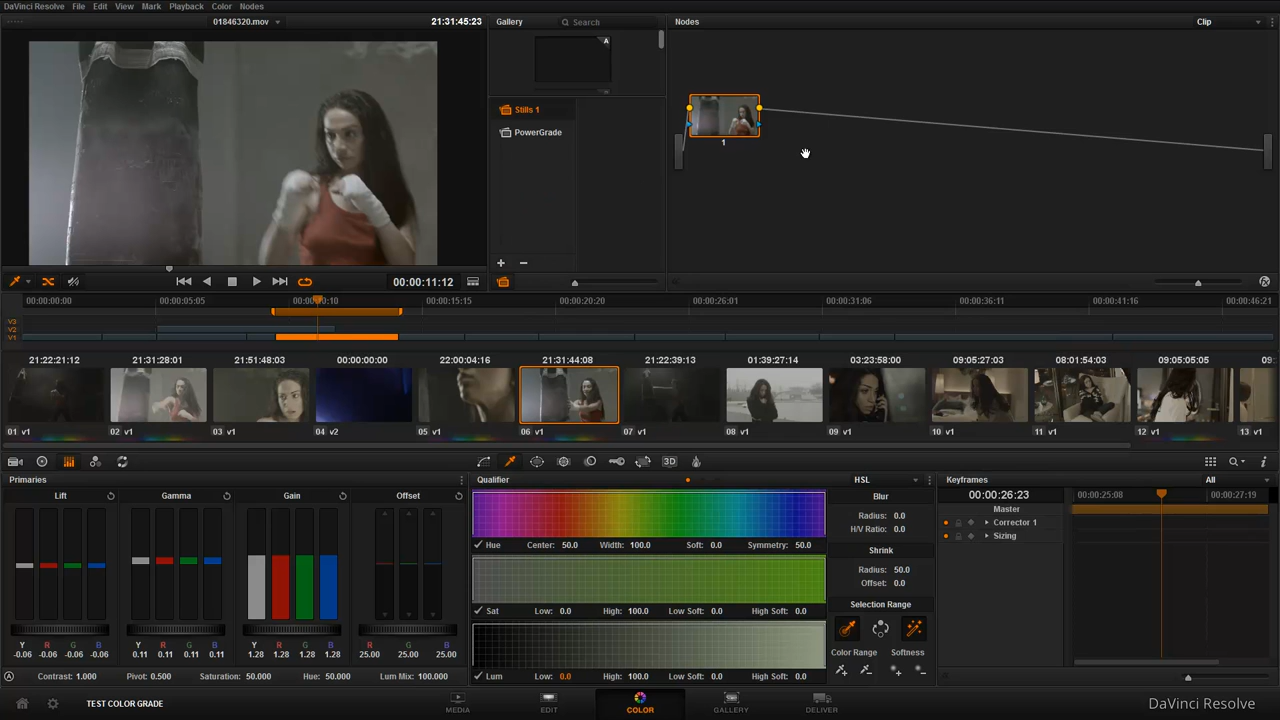 DaVinci Resolve File Edit View Mark Playback Color Nodes
01846320.mov 21:31:45:23 Gallery Search Nodes Clip
A
Stills 1
PowerGrade
1
00:00:11:12
00:00:00:00 00:00:05:05 00:00:00:10 00:00:15:15 00:00:20:20 00:00:26:01 00:00:31:06 00:00:36:11 00:00:41:16 00:00:46:21
V3
V2
V1
21:22:21:12 21:31:28:01 21:51:48:03 00:00:00:00 22:00:04:16 21:31:44:08 21:22:39:13 01:39:27:14 03:23:58:00 09:05:27:03 08:01:54:03 09:05:05:05 09:
01 v1 02 v1 03 v1 04 v2 05 v1 06 v1 07 v1 08 v1 09 v1 10 v1 11 v1 12 v1 13 v
3D
Primaries Qualifier HSL Keyframes All
Lift Gamma Gain Offset Blur 00:00:26:23 00:00:25:08 00:00:27:19
Master
Radius: 0.0 Corrector 1
H/V Ratio: 0.0 Sizing
Hue Center: 50.0 Width: 100.0 Soft: 0.0 Symmetry: 50.0
Shrink
Radius: 50.0
Offset: 0.0
Selection Range
Sat Low: 0.0 High: 100.0 Low Soft: 0.0 High Soft: 0.0
Y R G B Y R G B Y R G B R G B
-0.06 -0.06 -0.06 -0.06 0.11 0.11 0.11 0.11 1.28 1.28 1.28 1.28 25.00 25.00 25.00
Color Range Softness
A Contrast: 1.000 Pivot: 0.500 Saturation: 50.000 Hue: 50.000 Lum Mix: 100.000
Lum Low: 0.0 High: 100.0 Low Soft: 0.0 High Soft: 0.0
TEST COLOR GRADE MEDIA EDIT COLOR GALLERY DELIVER DaVinci Resolve